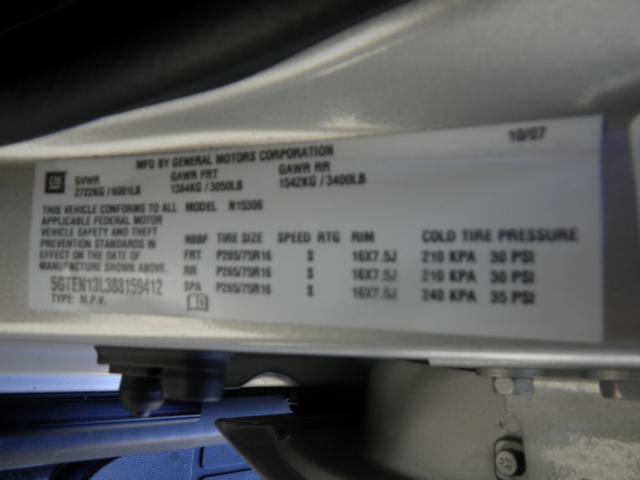 10/07
MFD BY GENERAL MOTORS CORPORATION
GM
GVWR GAWR FRT GAWR RR
2722KG / 6001LB 1384KG / 3050LB 1542KG / 3400LB
THIS VEHICLE CONFORMS TO ALL MODEL N15306
APPLICABLE FEDERAL MOTOR
VEHICLE SAFETY AND THEFT
PREVENTION STANDARDS IN
EFFECT ON THE DATE OF
MANUFACTURE SHOWN ABOVE.
5GTEN13L388159412
TYPE: M.P.V.
NBBF TIRE SIZE SPEED RTG RIM COLD TIRE PRESSURE
FRT P265/75R16 S 16X7.5J 210 KPA 30 PSI
RR P265/75R16 S 16X7.5J 210 KPA 30 PSI
SPA P265/75R16 S 16X7.5J 240 KPA 35 PSI